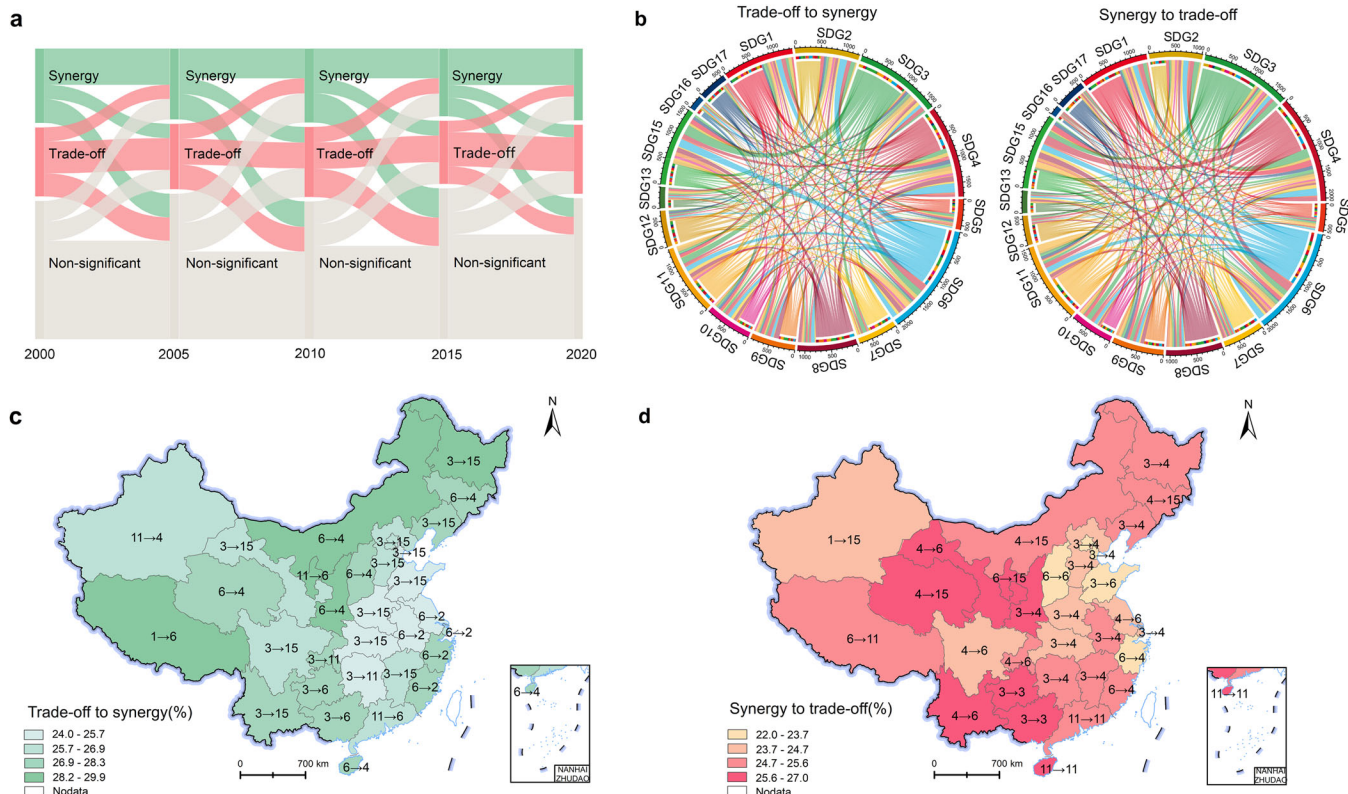 a
Synergy
Synergy
Synergy
Synergy
Trade-off
Trade-off
Trade-off
Trade-off
Non-significant
Non-significant
Non-significant
Non-significant
2000
2005
2010
2015
2020
b
Trade-off to synergy
SDG1
SDG2
SDG3
SDG4
SDG5
SDG6
SDG7
SDG8
SDG9
SDG10
SDG11
SDG12
SDG13
SDG15
SDG16
SDG17
Synergy to trade-off
SDG1
SDG2
SDG3
SDG4
SDG5
SDG6
SDG7
SDG8
SDG9
SDG10
SDG11
SDG12
SDG13
SDG15
SDG16
SDG17
c
N
3→15
6→4
3→15
11→4
3→15
6→4
3→15
3→15
3→15
11→6
6→4
3→15
6→4
6→4
3→15
6→2
1→6
3→15
3→15
6→2
6→2
3→11
6→2
3→11
3→15
3→6
6→2
3→15
3→6
11→6
6→4
Trade-off to synergy(%)
24.0 - 25.7
25.7 - 26.9
26.9 - 28.3
28.2 - 29.9
Nodata
0 700 km
6→4
NANHAI
ZHUDAO
d
N
3→4
4→15
3→4
1→15
4→6
4→15
3→4
3→4
3→4
6→15
6→6
3→6
4→15
3→4
3→4
4→6
6→11
4→6
3→4
3→4
3→4
4→6
6→4
3→4
3→4
3→3
6→4
4→6
3→3
11→11
11→11
Synergy to trade-off(%)
22.0 - 23.7
23.7 - 24.7
24.7 - 25.6
25.6 - 27.0
Nodata
0 700 km
11→11
NANHAI
ZHUDAO